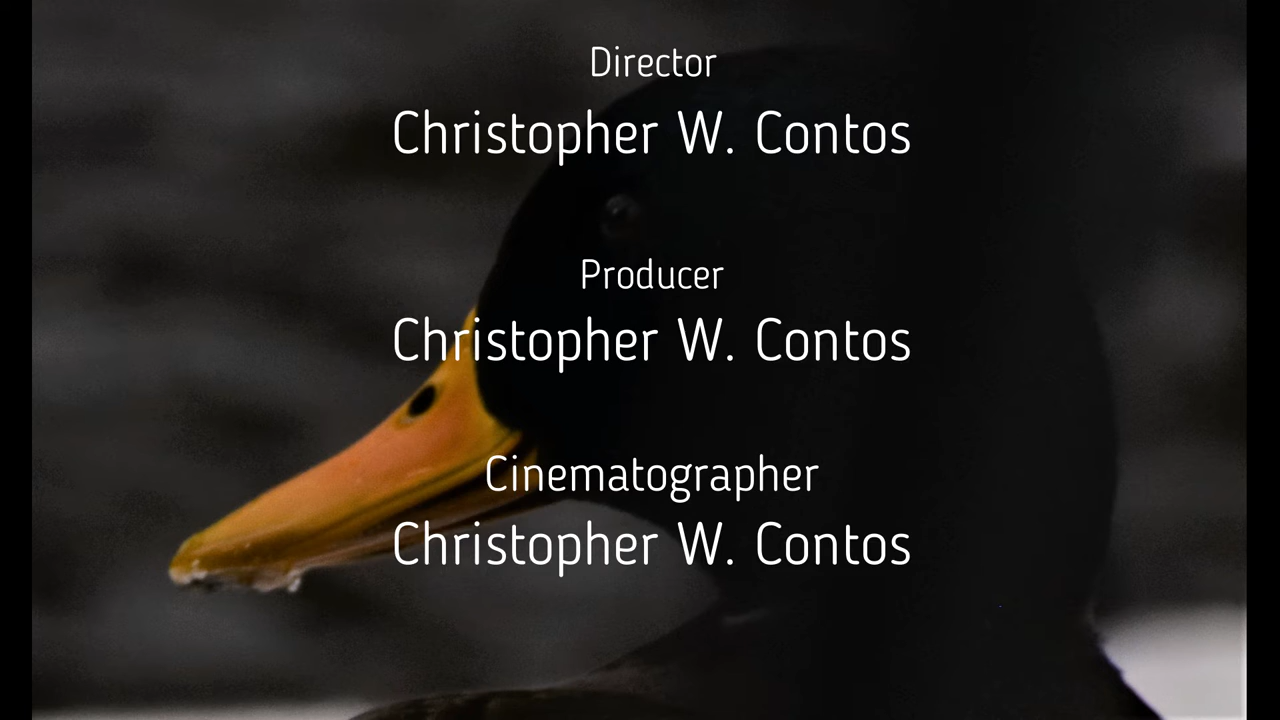 Director
Christopher W. Contos
Producer
Christopher W. Contos
Cinematographer
Christopher W. Contos